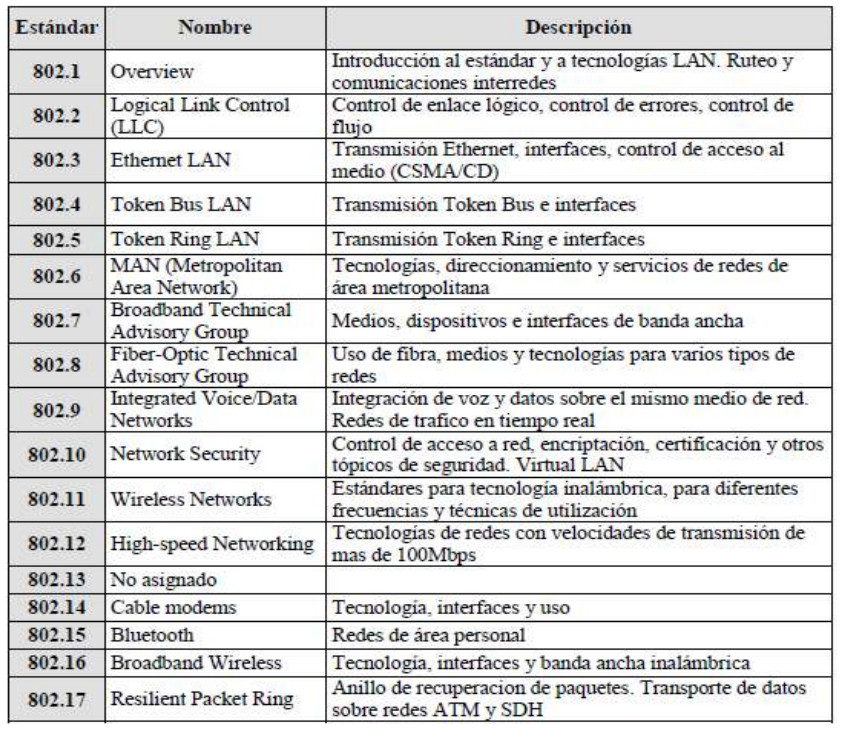 Estándar Nombre Descripción
802.1 Overview Introducción al estándar y a tecnologías LAN. Ruteo y
comunicaciones interredes
802.2 Logical Link Control
(LLC) Control de enlace lógico, control de errores, control de
flujo
802.3 Ethernet LAN Transmisión Ethernet, interfaces, control de acceso al
medio (CSMA/CD)
802.4 Token Bus LAN Transmisión Token Bus e interfaces
802.5 Token Ring LAN Transmisión Token Ring e interfaces
802.6 MAN (Metropolitan
Area Network) Tecnologías, direccionamiento y servicios de redes de
área metropolitana
802.7 Broadband Technical
Advisory Group Medios, dispositivos e interfaces de banda ancha
802.8 Fiber-Optic Technical
Advisory Group Uso de fibra, medios y tecnologías para varios tipos de
redes
802.9 Integrated Voice/Data
Networks Integración de voz y datos sobre el mismo medio de red.
Redes de trafico en tiempo real
802.10 Network Security Control de acceso a red, encriptación, certificación y otros
tópicos de seguridad. Virtual LAN
802.11 Wireless Networks Estándares para tecnología inalámbrica, para diferentes
frecuencias y técnicas de utilización
802.12 High-speed Networking Tecnologías de redes con velocidades de transmisión de
mas de 100Mbps
802.13 No asignado
802.14 Cable modems Tecnología, interfaces y uso
802.15 Bluetooth Redes de área personal
802.16 Broadband Wireless Tecnología, interfaces y banda ancha inalámbrica
802.17 Resilient Packet Ring Anillo de recuperacion de paquetes. Transporte de datos
sobre redes ATM y SDH